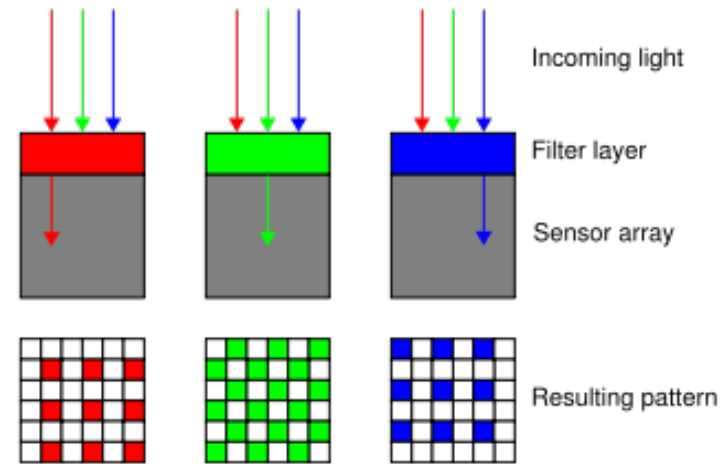 Incoming light
Filter layer
Sensor array
Resulting pattern